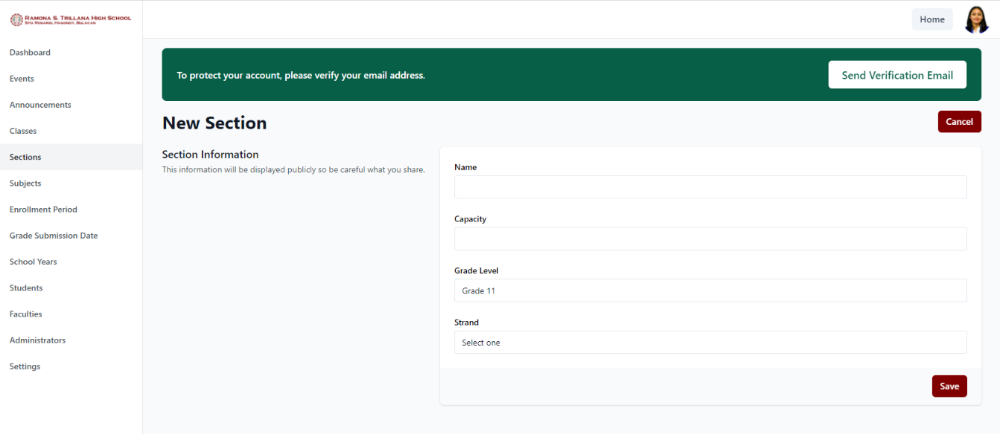 RAMONA S. TRILLANA HIGH SCHOOL
STO. ROSARIO, HAGONOY, BULACAN
Home
Dashboard
Events
Announcements
Classes
Sections
Subjects
Enrollment Period
Grade Submission Date
School Years
Students
Faculties
Administrators
Settings
To protect your account, please verify your email address.
Send Verification Email
New Section
Cancel
Section Information
This information will be displayed publicly so be careful what you share.
Name
Capacity
Grade Level
Grade 11
Strand
Select one
Save